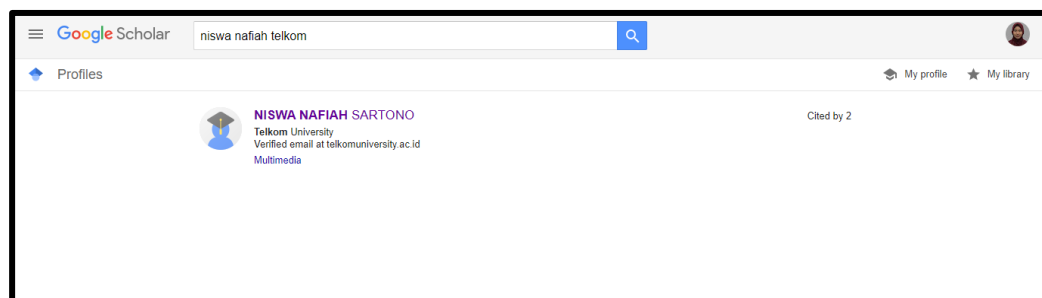 Google Scholar
niswa nafiah telkom
Profiles
My profile
My library
NISWA NAFIAH SARTONO
Cited by 2
Telkom University
Verified email at telkomuniversity.ac.id
Multimedia